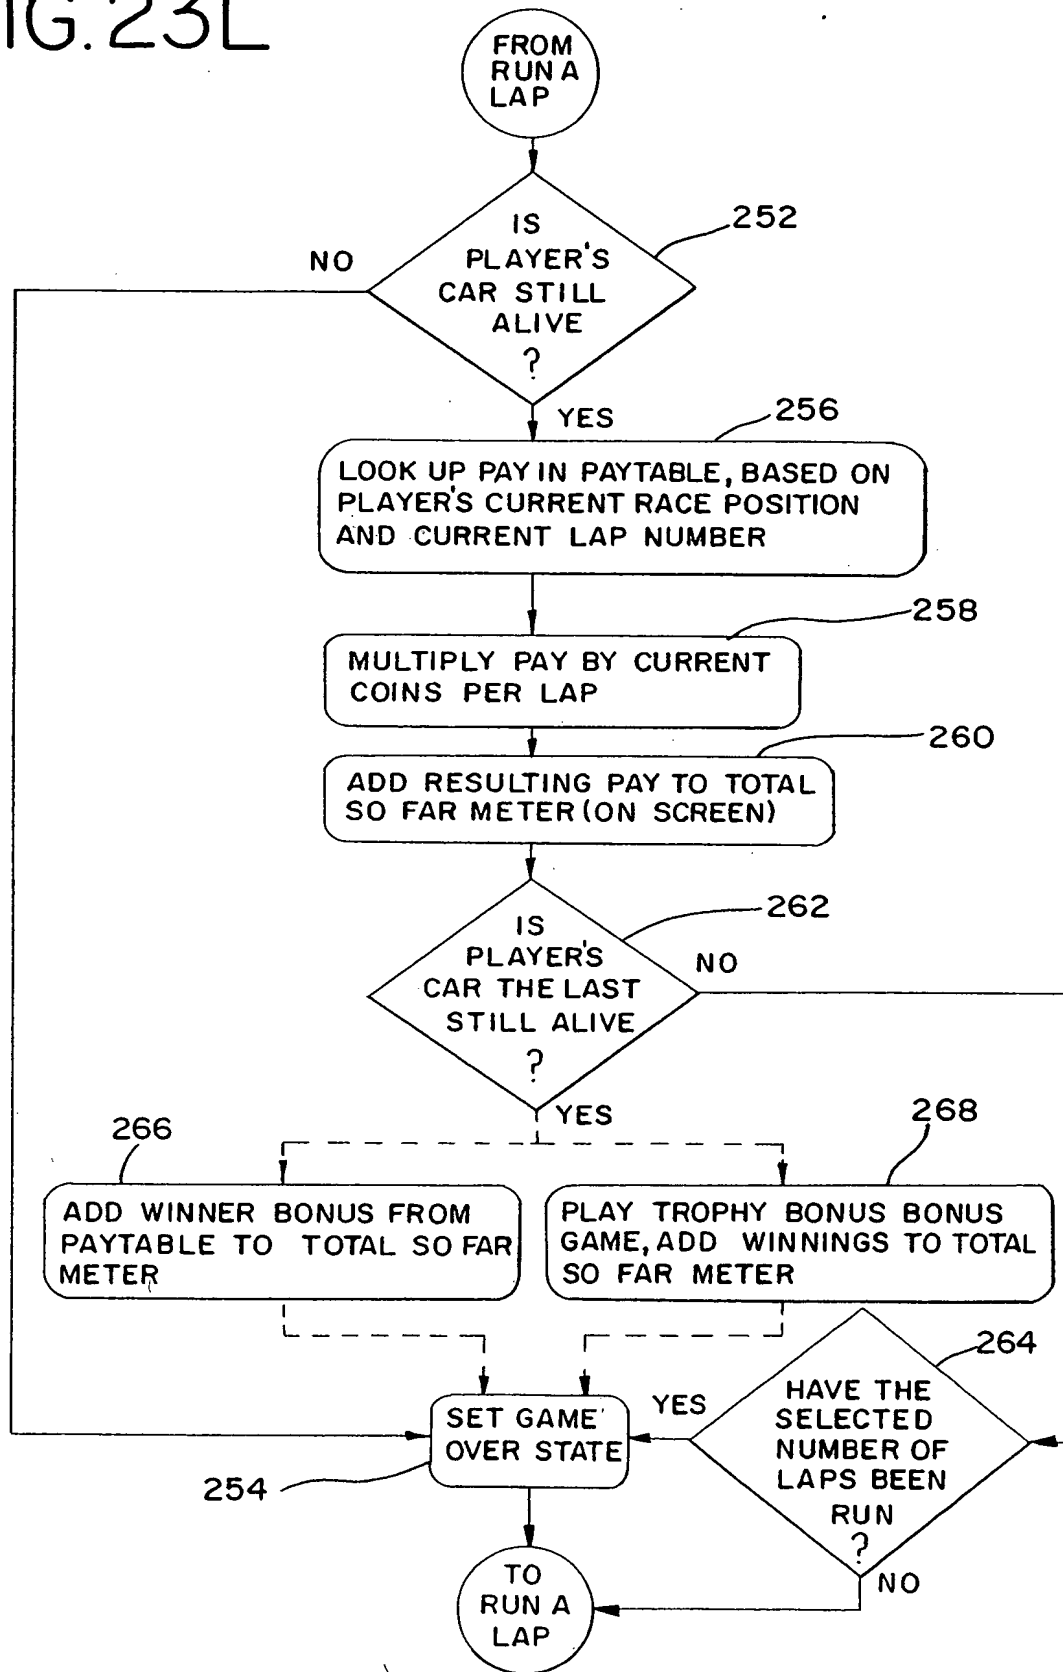 IG. 23L
FROM
RUN A
LAP
252
IS
PLAYER'S
CAR STILL
ALIVE
?
NO
YES
256
LOOK UP PAY IN PAYTABLE, BASED ON
PLAYER'S CURRENT RACE POSITION
AND CURRENT LAP NUMBER
258
MULTIPLY PAY BY CURRENT
COINS PER LAP
260
ADD RESULTING PAY TO TOTAL
SO FAR METER (ON SCREEN)
262
IS
PLAYER'S
CAR THE LAST
STILL ALIVE
?
NO
YES
266
268
ADD WINNER BONUS FROM
PAYTABLE TO TOTAL SO FAR
METER
PLAY TROPHY BONUS BONUS
GAME, ADD WINNINGS TO TOTAL
SO FAR METER
264
HAVE THE
SELECTED
NUMBER OF
LAPS BEEN
RUN
?
YES
NO
SET GAME
OVER STATE
254
TO
RUN A
LAP